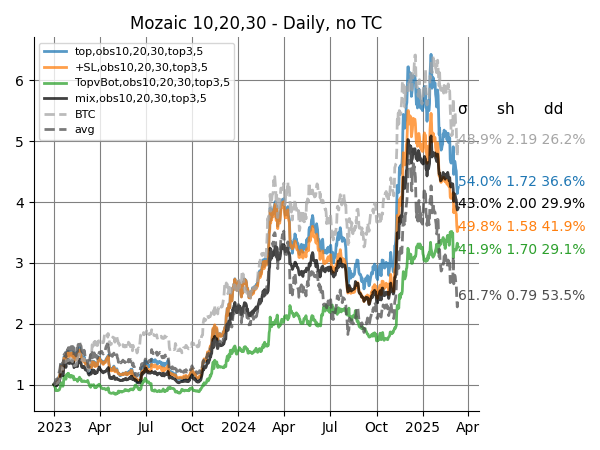 Mozaic 10,20,30 - Daily, no TC
top,obs10,20,30,top3,5
+SL,obs10,20,30,top3,5
TopvBot,obs10,20,30,top3,5
mix,obs10,20,30,top3,5
BTC
avg
6
5
4
3
2
1
σ sh dd
48.9% 2.19 26.2%
54.0% 1.72 36.6%
43.0% 2.00 29.9%
49.8% 1.58 41.9%
41.9% 1.70 29.1%
61.7% 0.79 53.5%
2023 Apr Jul Oct 2024 Apr Jul Oct 2025 Apr